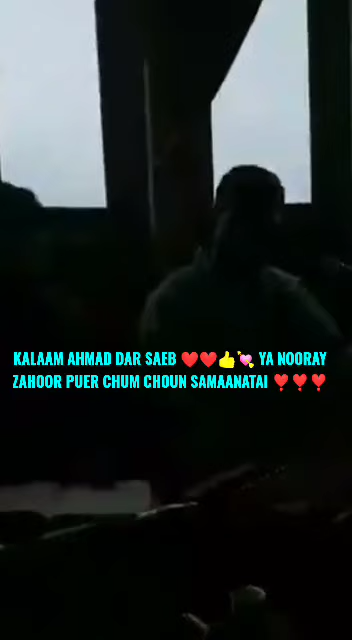 KALAAM AHMAD DAR SAEB ❤️❤️👍💘 YA NOORAY
ZAHOOR PUER CHUM CHOUN SAMAANATAI ❣️❣️❣️